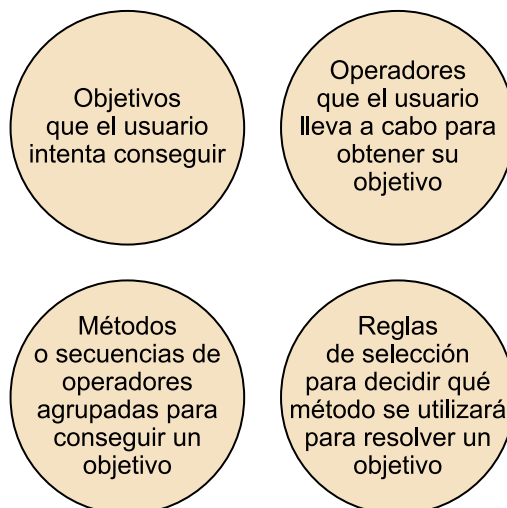 Objetivos
que el usuario
intenta conseguir
Operadores
que el usuario
lleva a cabo para
obtener su
objetivo
Métodos
o secuencias de
operadores
agrupadas para
conseguir un
objetivo
Reglas
de selección
para decidir qué
método se utilizará
para resolver un
objetivo